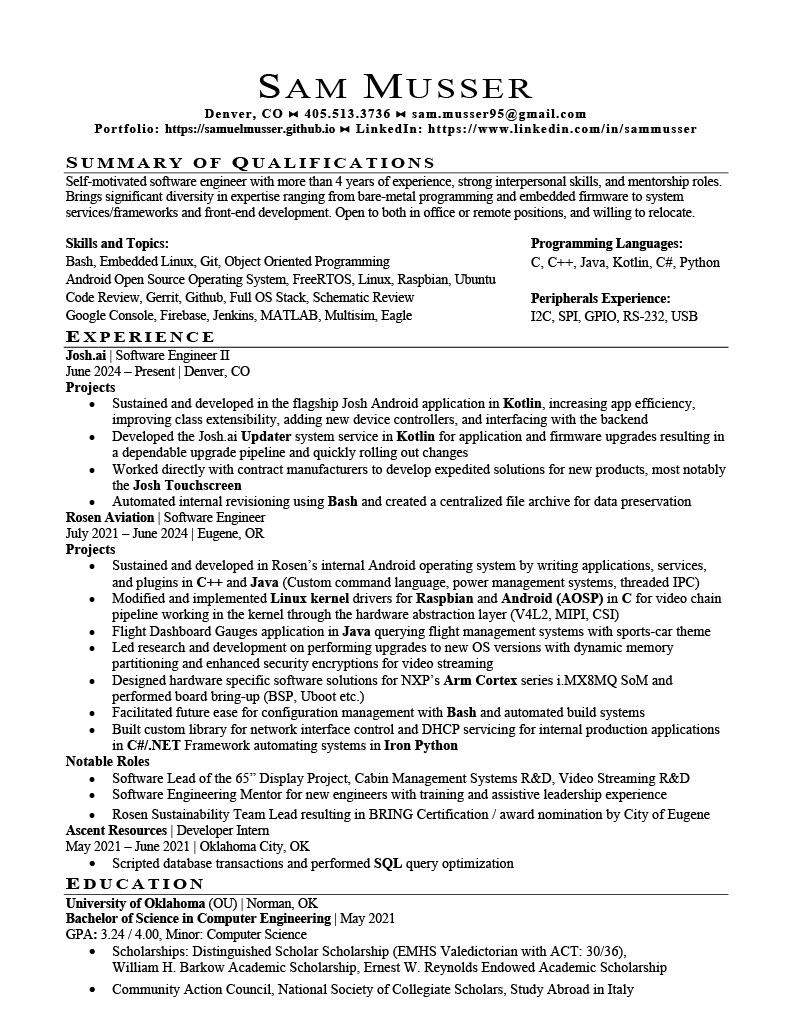 Sam Musser
Denver, CO ⧓ 405.513.3736 ⧓ sam.musser95@gmail.com
Portfolio: https://samuelmusser.github.io ⧓ LinkedIn: https://www.linkedin.com/in/sammusser
Summary of Qualifications
Self-motivated software engineer with more than 4 years of experience, strong interpersonal skills, and mentorship roles.
Brings significant diversity in expertise ranging from bare-metal programming and embedded firmware to system
services/frameworks and front-end development. Open to both in office or remote positions, and willing to relocate.
Skills and Topics:
Bash, Embedded Linux, Git, Object Oriented Programming
Android Open Source Operating System, FreeRTOS, Linux, Raspbian, Ubuntu
Code Review, Gerrit, Github, Full OS Stack, Schematic Review
Google Console, Firebase, Jenkins, MATLAB, Multisim, Eagle
Programming Languages:
C, C++, Java, Kotlin, C#, Python
Peripherals Experience:
I2C, SPI, GPIO, RS-232, USB
Experience
Josh.ai | Software Engineer II
June 2024 – Present | Denver, CO
Projects
• Sustained and developed in the flagship Josh Android application in Kotlin, increasing app efficiency,
improving class extensibility, adding new device controllers, and interfacing with the backend
• Developed the Josh.ai Updater system service in Kotlin for application and firmware upgrades resulting in
a dependable upgrade pipeline and quickly rolling out changes
• Worked directly with contract manufacturers to develop expedited solutions for new products, most notably
the Josh Touchscreen
• Automated internal revisioning using Bash and created a centralized file archive for data preservation
Rosen Aviation | Software Engineer
July 2021 – June 2024 | Eugene, OR
Projects
• Sustained and developed in Rosen's internal Android operating system by writing applications, services,
and plugins in C++ and Java (Custom command language, power management systems, threaded IPC)
• Modified and implemented Linux kernel drivers for Raspbian and Android (AOSP) in C for video chain
pipeline working in the kernel through the hardware abstraction layer (V4L2, MIPI, CSI)
• Flight Dashboard Gauges application in Java querying flight management systems with sports-car theme
• Led research and development on performing upgrades to new OS versions with dynamic memory
partitioning and enhanced security encryptions for video streaming
• Designed hardware specific software solutions for NXP's Arm Cortex series i.MX8MQ SoM and
performed board bring-up (BSP, Uboot etc.)
• Facilitated future ease for configuration management with Bash and automated build systems
• Built custom library for network interface control and DHCP servicing for internal production applications
in C#/.NET Framework automating systems in Iron Python
Notable Roles
• Software Lead of the 65” Display Project, Cabin Management Systems R&D, Video Streaming R&D
• Software Engineering Mentor for new engineers with training and assistive leadership experience
• Rosen Sustainability Team Lead resulting in BRING Certification / award nomination by City of Eugene
Ascent Resources | Developer Intern
May 2021 – June 2021 | Oklahoma City, OK
• Scripted database transactions and performed SQL query optimization
Education
University of Oklahoma (OU) | Norman, OK
Bachelor of Science in Computer Engineering | May 2021
GPA: 3.24 / 4.00, Minor: Computer Science
• Scholarships: Distinguished Scholar Scholarship (EMHS Valedictorian with ACT: 30/36),
William H. Barkow Academic Scholarship, Ernest W. Reynolds Endowed Academic Scholarship
• Community Action Council, National Society of Collegiate Scholars, Study Abroad in Italy